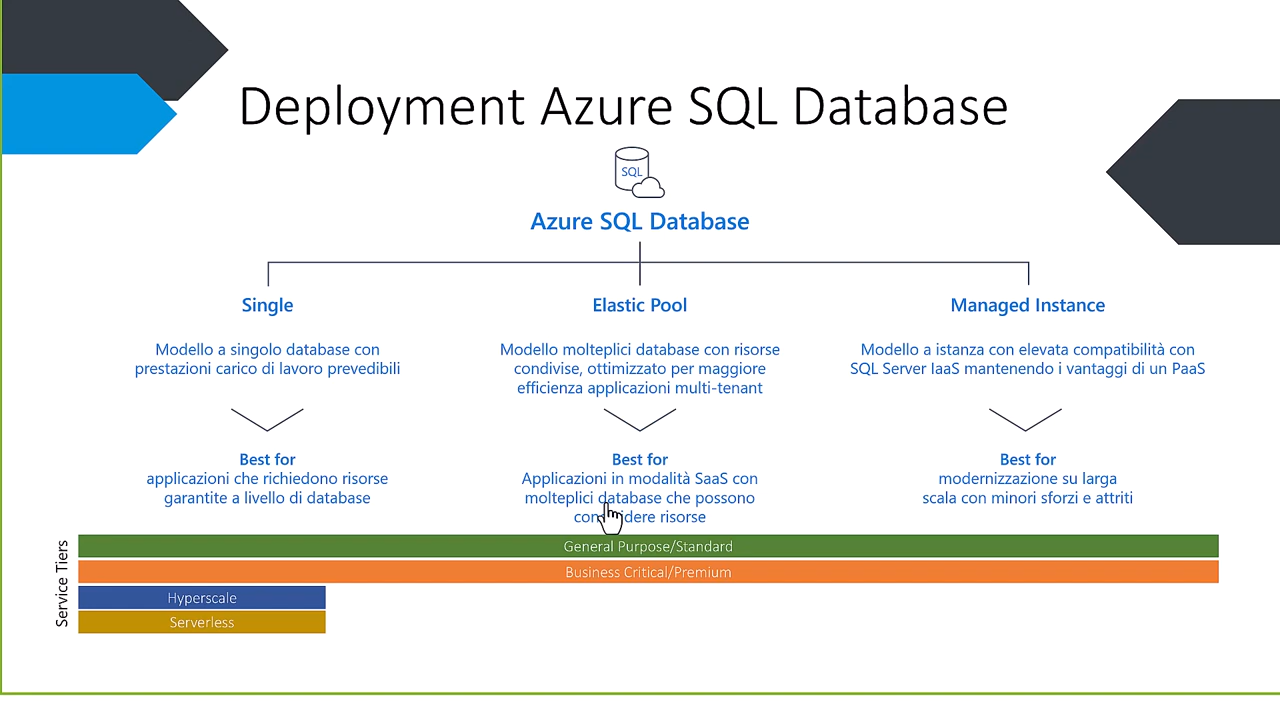 Deployment Azure SQL Database
SQL
Azure SQL Database
Single
Modello a singolo database con
prestazioni carico di lavoro prevedibili
Best for
applicazioni che richiedono risorse
garantite a livello di database
Elastic Pool
Modello molteplici database con risorse
condivise, ottimizzato per maggiore
efficienza applicazioni multi-tenant
Best for
Applicazioni in modalità SaaS con
molteplici database che possono
risorse
Managed Instance
Modello a istanza con elevata compatibilità con
SQL Server IaaS mantenendo i vantaggi di un PaaS
Best for
modernizzazione su larga
scala con minori sforzi e attriti
Service Tiers
General Purpose/Standard
Business Critical/Premium
Hyperscale
Serverless